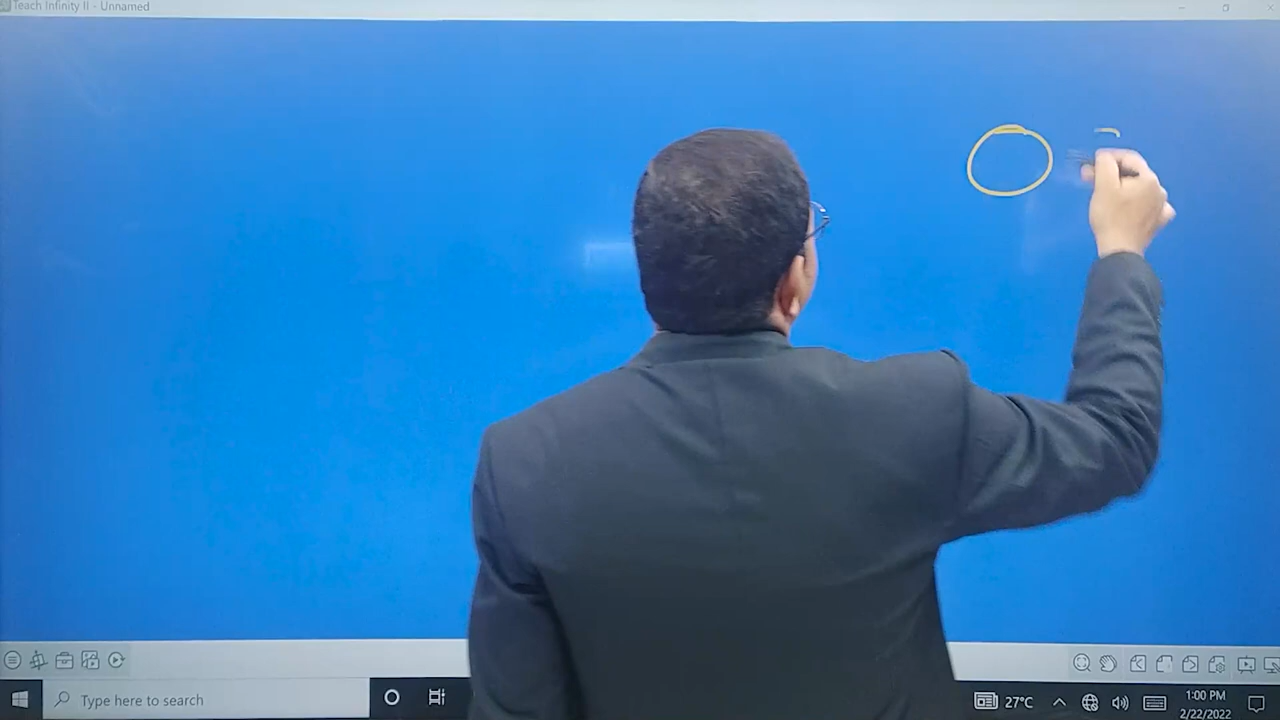 Teach Infinity II - Unnamed
Type here to search
27°C
1:00 PM
2/22/2022